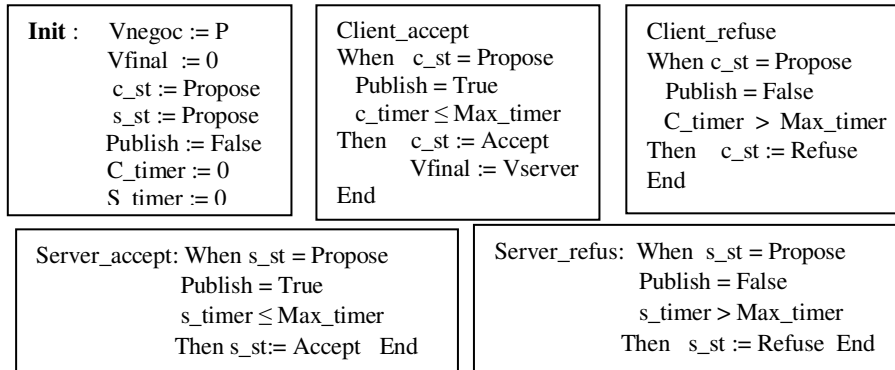 Init : Vnegoc := P
Vfinal := 0
c_st := Propose
s_st := Propose
Publish := False
C_timer := 0
S_timer := 0
Client_accept
When c_st = Propose
Publish = True
c_timer ≤ Max_timer
Then c_st := Accept
Vfinal := Vserver
End
Client_refuse
When c_st = Propose
Publish = False
C_timer > Max_timer
Then c_st := Refuse
End
Server_accept: When s_st = Propose
Publish = True
s_timer ≤ Max_timer
Then s_st:= Accept End
Server_refus: When s_st = Propose
Publish = False
s_timer > Max_timer
Then s_st := Refuse End